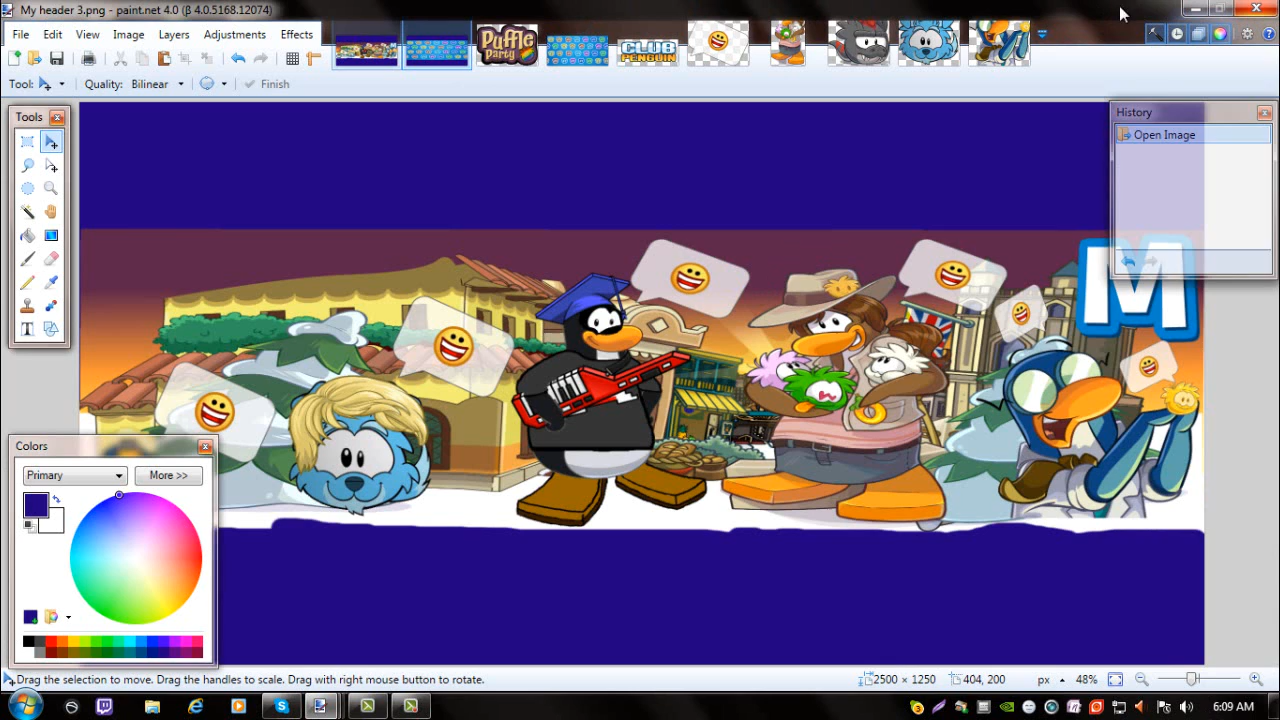 My header 3.png - paint.net 4.0 (β 4.0.5168.12074)
File Edit View Image Layers Adjustments Effects
Puffle Party
CLUB PENGUIN
Tool: Quality: Bilinear Finish
Tools
History
Open Image
M
Colors
Primary More >>
Drag the selection to move. Drag the handles to scale. Drag with right mouse button to rotate.
2500 × 1250 404, 200 px 48%
6:09 AM